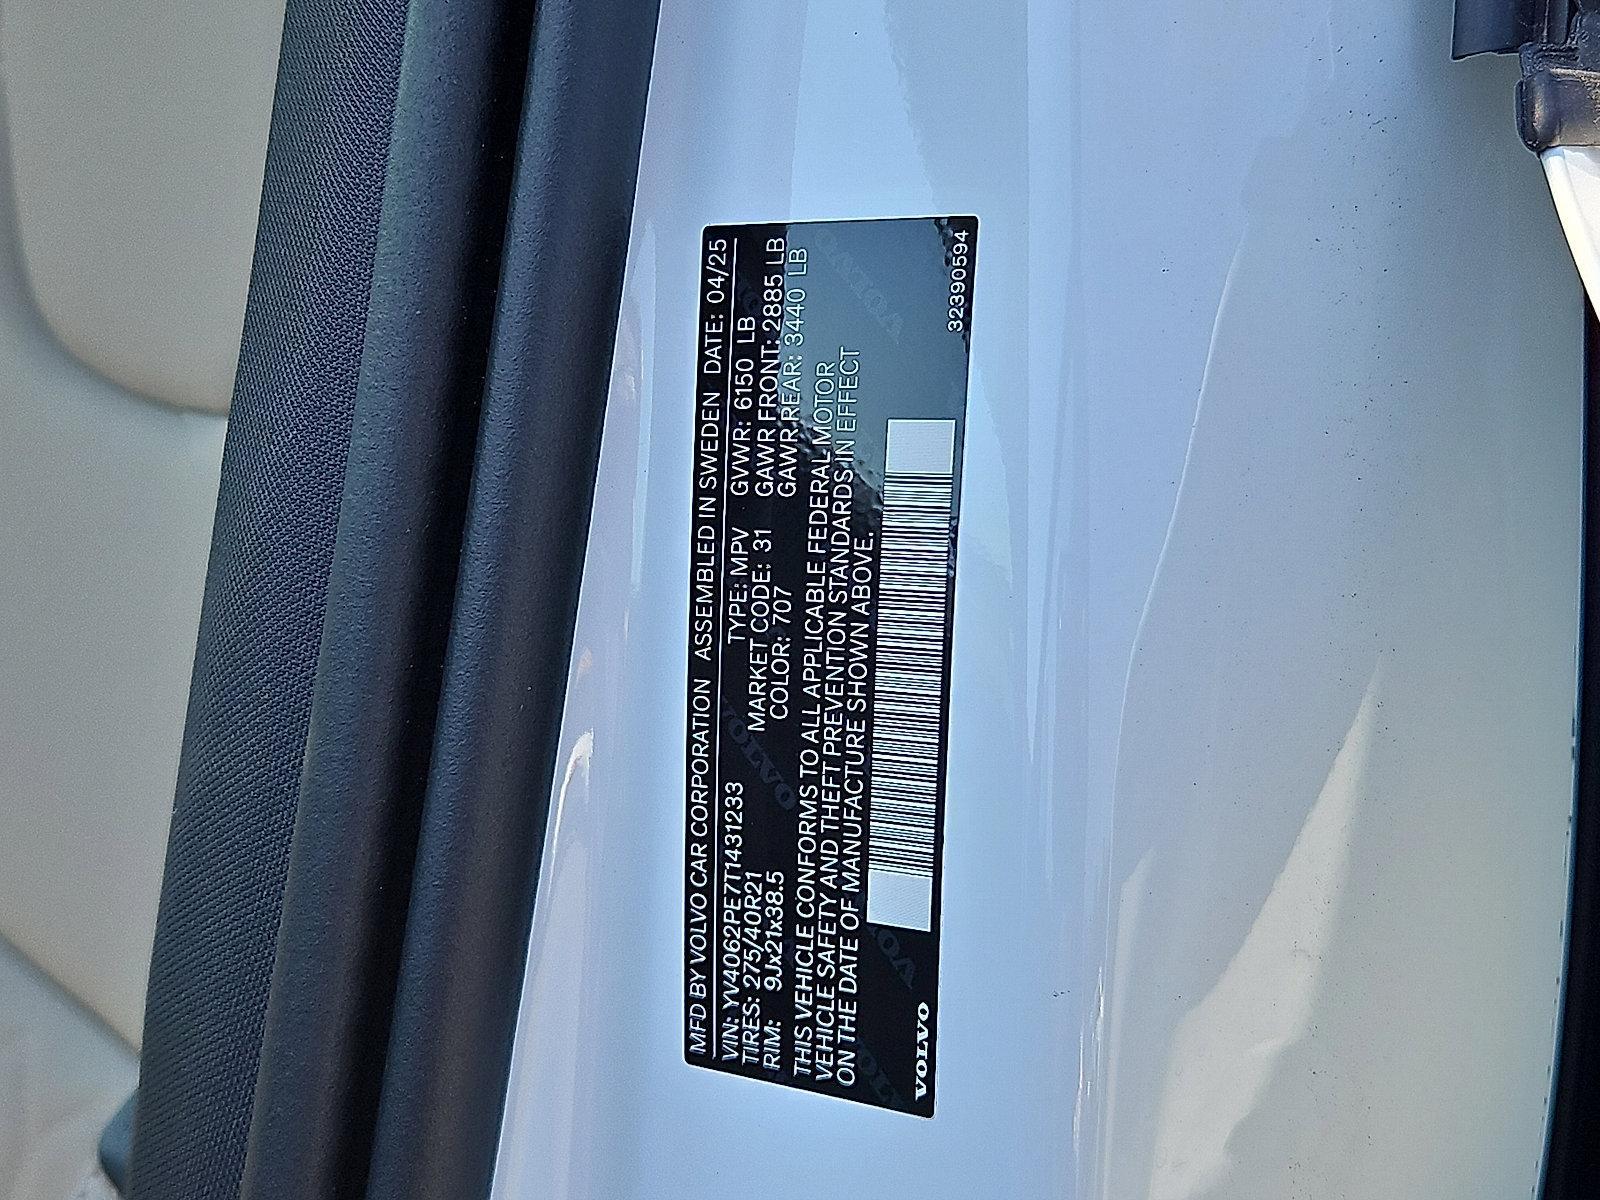 MFD BY VOLVO CAR CORPORATION ASSEMBLED IN SWEDEN DATE: 04/25
VIN: YV4062PE7T1431233 TYPE: MPV GVWR: 6150 LB
TIRES: 275/40R21 MARKET CODE: 31 GAWR FRONT: 2885 LB
RIM: 9Jx21x38.5 COLOR: 707 GAWR REAR: 3440 LB
THIS VEHICLE CONFORMS TO ALL APPLICABLE FEDERAL MOTOR
VEHICLE SAFETY AND THEFT PREVENTION STANDARDS IN EFFECT
ON THE DATE OF MANUFACTURE SHOWN ABOVE.
VOLVO 32390594